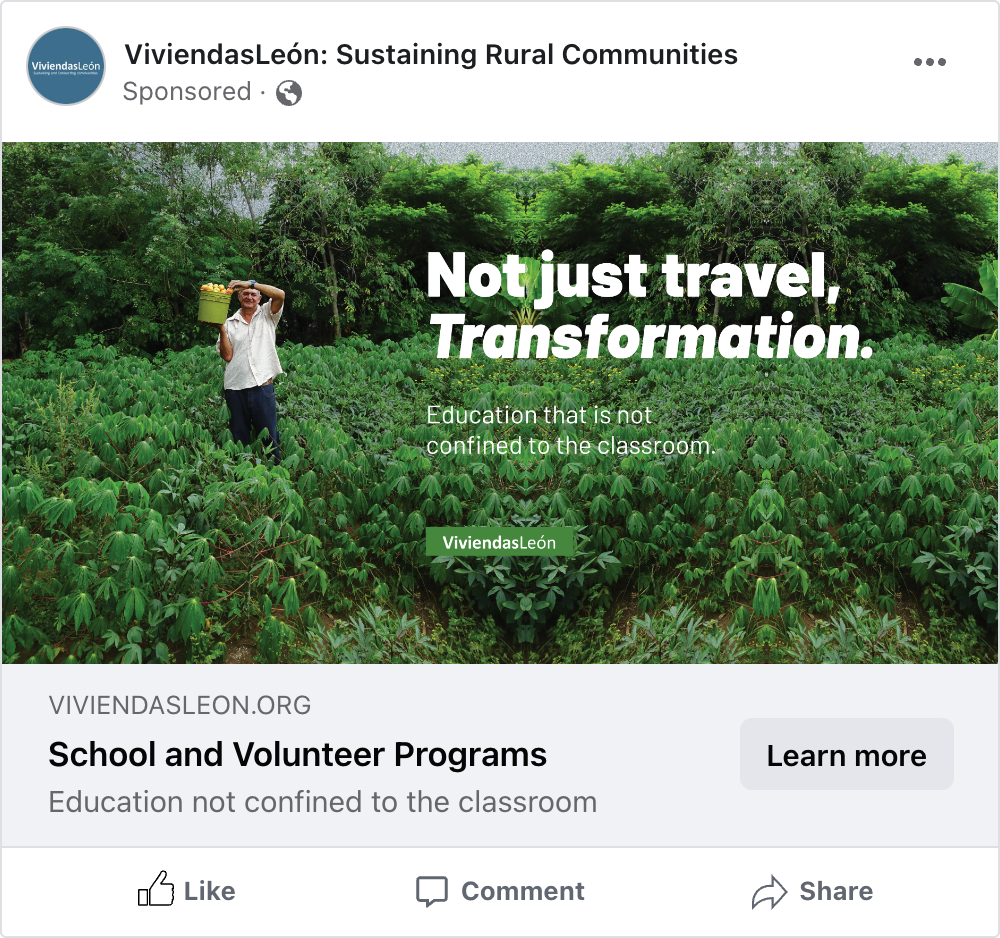 ViviendasLeón
Sustaining and Connecting Communities
ViviendasLeón: Sustaining Rural Communities
Sponsored ·
Not just travel,
Transformation.
Education that is not
confined to the classroom.
ViviendasLeón
VIVIENDASLEON.ORG
School and Volunteer Programs
Learn more
Education not confined to the classroom
Like
Comment
Share